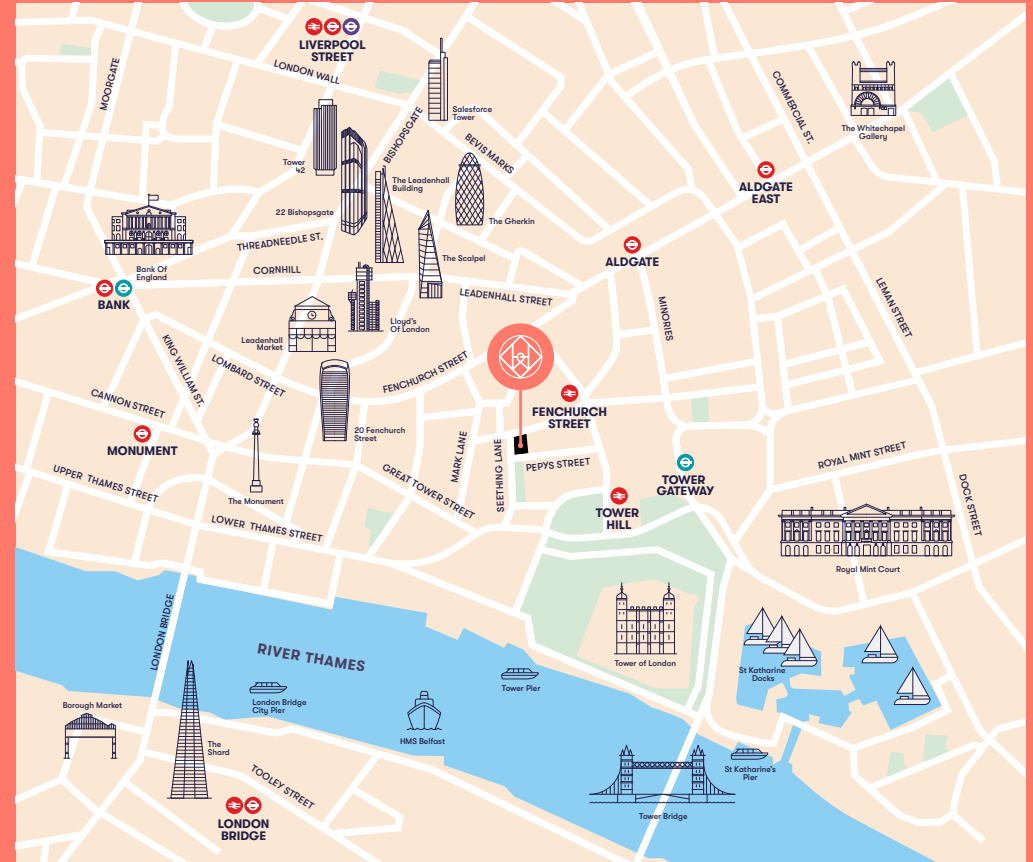 LIVERPOOL
STREET
LONDON WALL
MOORGATE
Salesforce
Tower
COMMERCIAL ST.
The Whitechapel
Gallery
BISHOPSGATE
BEVIS MARKS
Tower
42
The Leadenhall
Building
ALDGATE
EAST
22 Bishopsgate
The Gherkin
THREADNEEDLE ST.
The Scalpel
ALDGATE
Bank Of
England
CORNHILL
BANK
LEADENHALL STREET
MINORIES
LEMAN STREET
Lloyd's
Of London
Leadenhall
Market
KING WILLIAM ST.
LOMBARD STREET
FENCHURCH STREET
CANNON STREET
FENCHURCH
STREET
20 Fenchurch
Street
MONUMENT
MARK LANE
SEETHING LANE
PEPYS STREET
ROYAL MINT STREET
UPPER THAMES STREET
The Monument
GREAT TOWER STREET
TOWER
GATEWAY
DOCK STREET
TOWER
HILL
LOWER THAMES STREET
Royal Mint Court
LONDON BRIDGE
RIVER THAMES
Tower of London
St Katharine
Docks
Tower Pier
London Bridge
City Pier
Borough Market
HMS Belfast
The
Shard
St Katharine's
Pier
TOOLEY STREET
Tower Bridge
LONDON
BRIDGE